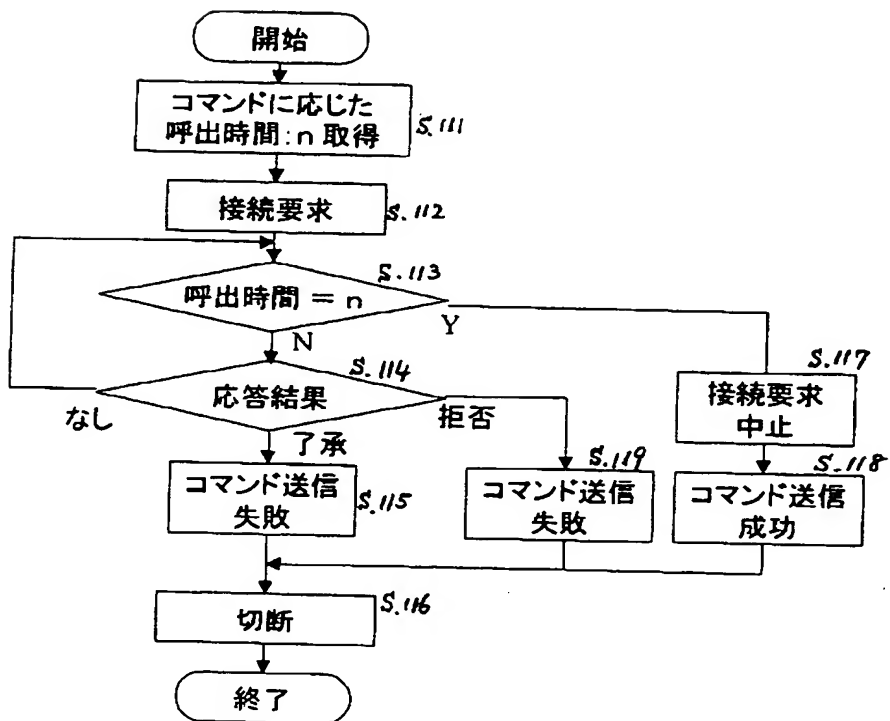 開始
コマンドに応じた
呼出時間:n 取得
S.111
接続要求
S.112
S.113
呼出時間 = n
Y
N
S.114
応答結果
なし
拒否
了承
S.117
接続要求
中止
コマンド送信
失敗
S.115
S.119
コマンド送信
失敗
S.118
コマンド送信
成功
S.116
切断
終了